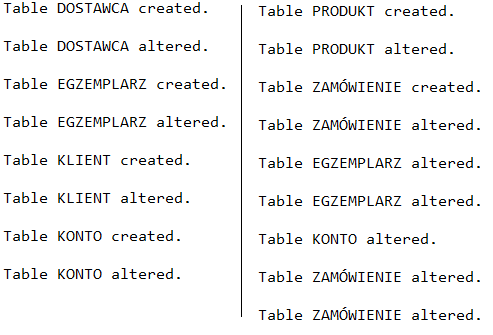 Table DOSTAWCA created.
Table DOSTAWCA altered.
Table EGZEMPLARZ created.
Table EGZEMPLARZ altered.
Table KLIENT created.
Table KLIENT altered.
Table KONTO created.
Table KONTO altered.
Table PRODUKT created.
Table PRODUKT altered.
Table ZAMÓWIENIE created.
Table ZAMÓWIENIE altered.
Table EGZEMPLARZ altered.
Table EGZEMPLARZ altered.
Table KONTO altered.
Table ZAMÓWIENIE altered.
Table ZAMÓWIENIE altered.